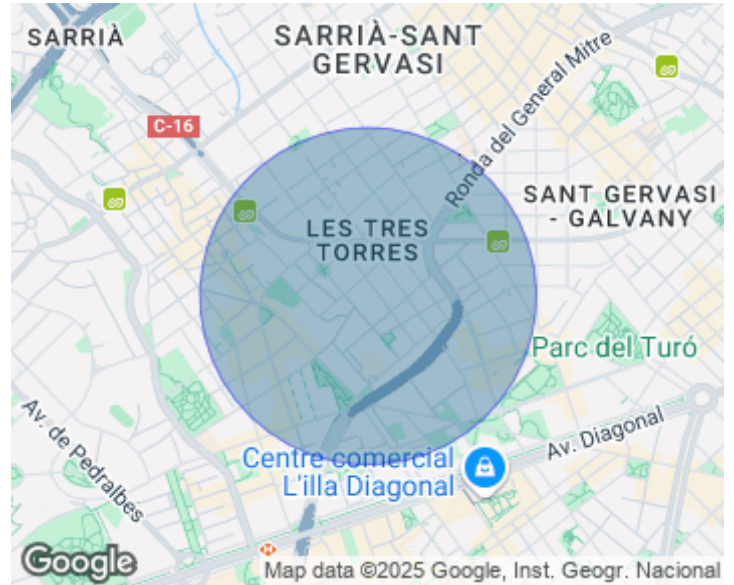 SARRIÀ
SARRIÀ-SANT
GERVASI
Ronda del General Mitre
C-16
SANT GERVASI
- GALVANY
LES TRES
TORRES
Parc del Turó
Av. de Pedralbes
Av. Diagonal
Centre comercial
L'illa Diagonal
Google
Map data ©2025 Google, Inst. Geogr. Nacional